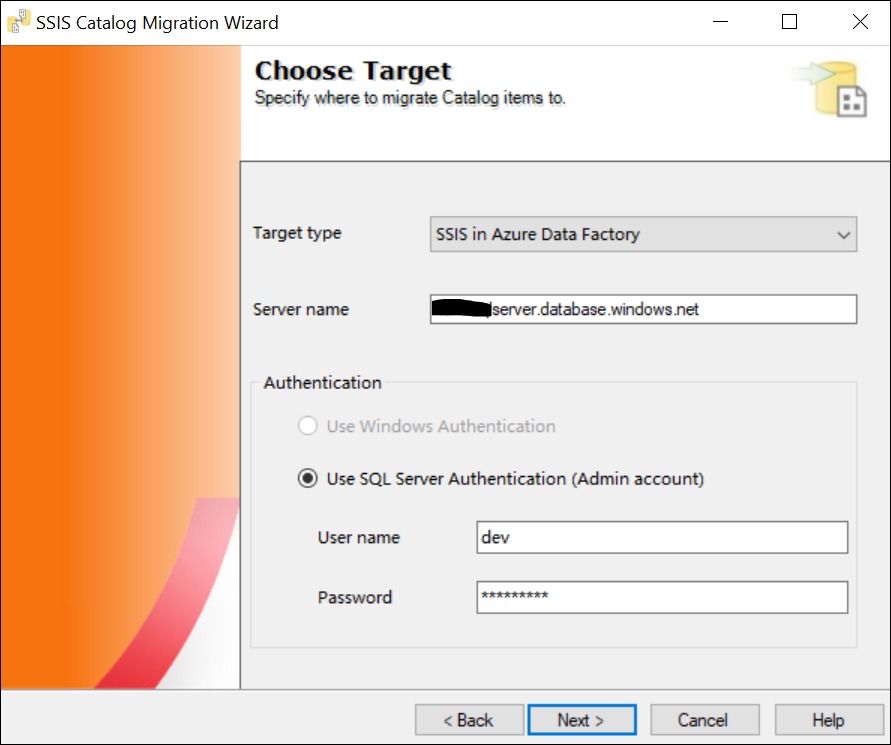 SSIS Catalog Migration Wizard
Choose Target
Specify where to migrate Catalog items to.
Target type
SSIS in Azure Data Factory
Server name
server.database.windows.net
Authentication
Use Windows Authentication
Use SQL Server Authentication (Admin account)
User name
dev
Password
*********
< Back
Next >
Cancel
Help